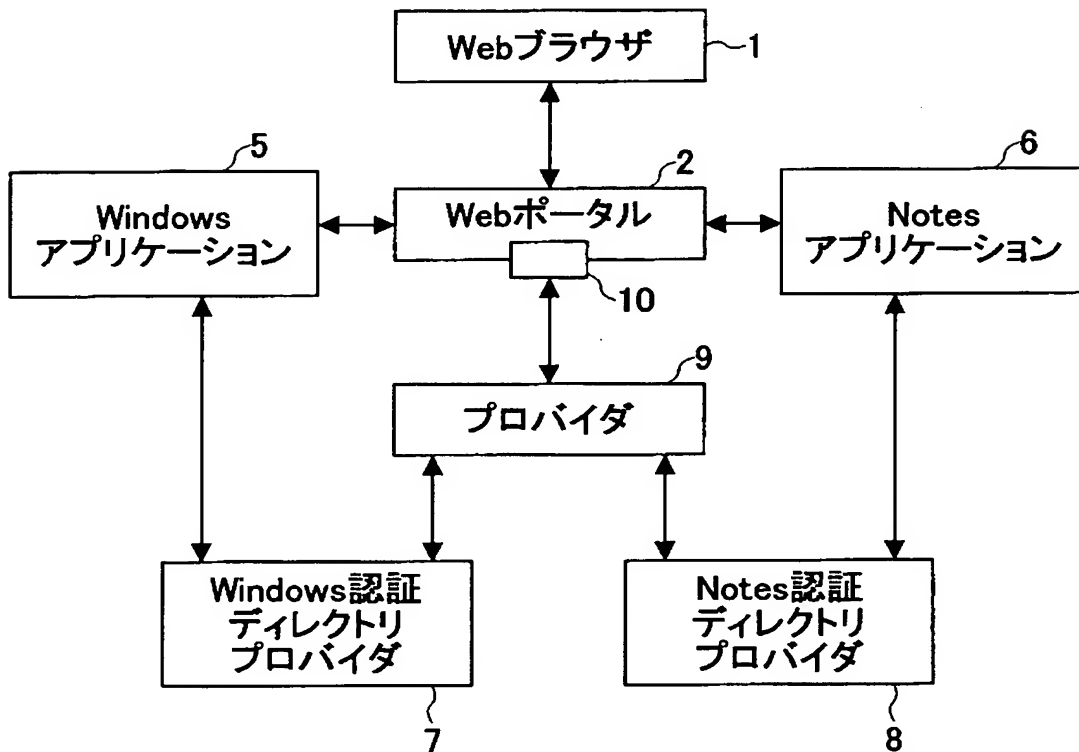 Webブラウザ
1
5
6
2
Windows
アプリケーション
Webポータル
Notes
アプリケーション
10
9
プロバイダ
Windows認証
ディレクトリ
プロバイダ
Notes認証
ディレクトリ
プロバイダ
7
8